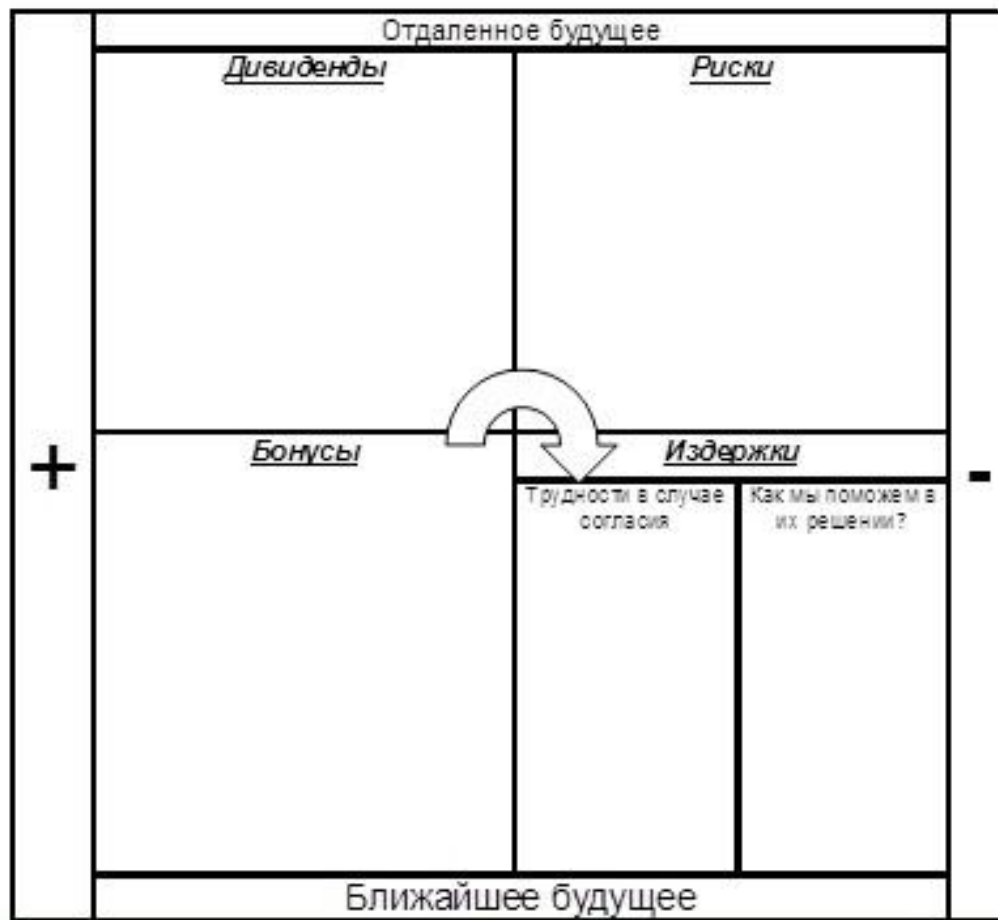 Отдаленное будущее
Дивиденды
Риски
+
-
Бонусы
Издержки
Трудности в случае
согласия
Как мы поможем в
их решении?
Ближайшее будущее